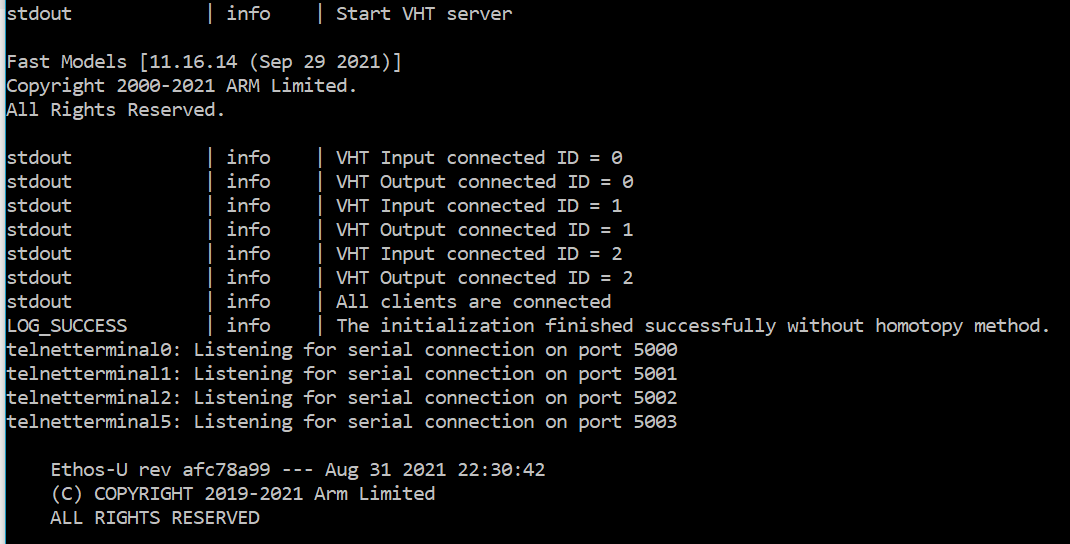 stdout | info | Start VHT server
Fast Models [11.16.14 (Sep 29 2021)]
Copyright 2000-2021 ARM Limited.
All Rights Reserved.
stdout | info | VHT Input connected ID = 0
stdout | info | VHT Output connected ID = 0
stdout | info | VHT Input connected ID = 1
stdout | info | VHT Output connected ID = 1
stdout | info | VHT Input connected ID = 2
stdout | info | VHT Output connected ID = 2
stdout | info | All clients are connected
LOG_SUCCESS | info | The initialization finished successfully without homotopy method.
telnetterminal0: Listening for serial connection on port 5000
telnetterminal1: Listening for serial connection on port 5001
telnetterminal2: Listening for serial connection on port 5002
telnetterminal5: Listening for serial connection on port 5003
Ethos-U rev afc78a99 --- Aug 31 2021 22:30:42
(C) COPYRIGHT 2019-2021 Arm Limited
ALL RIGHTS RESERVED